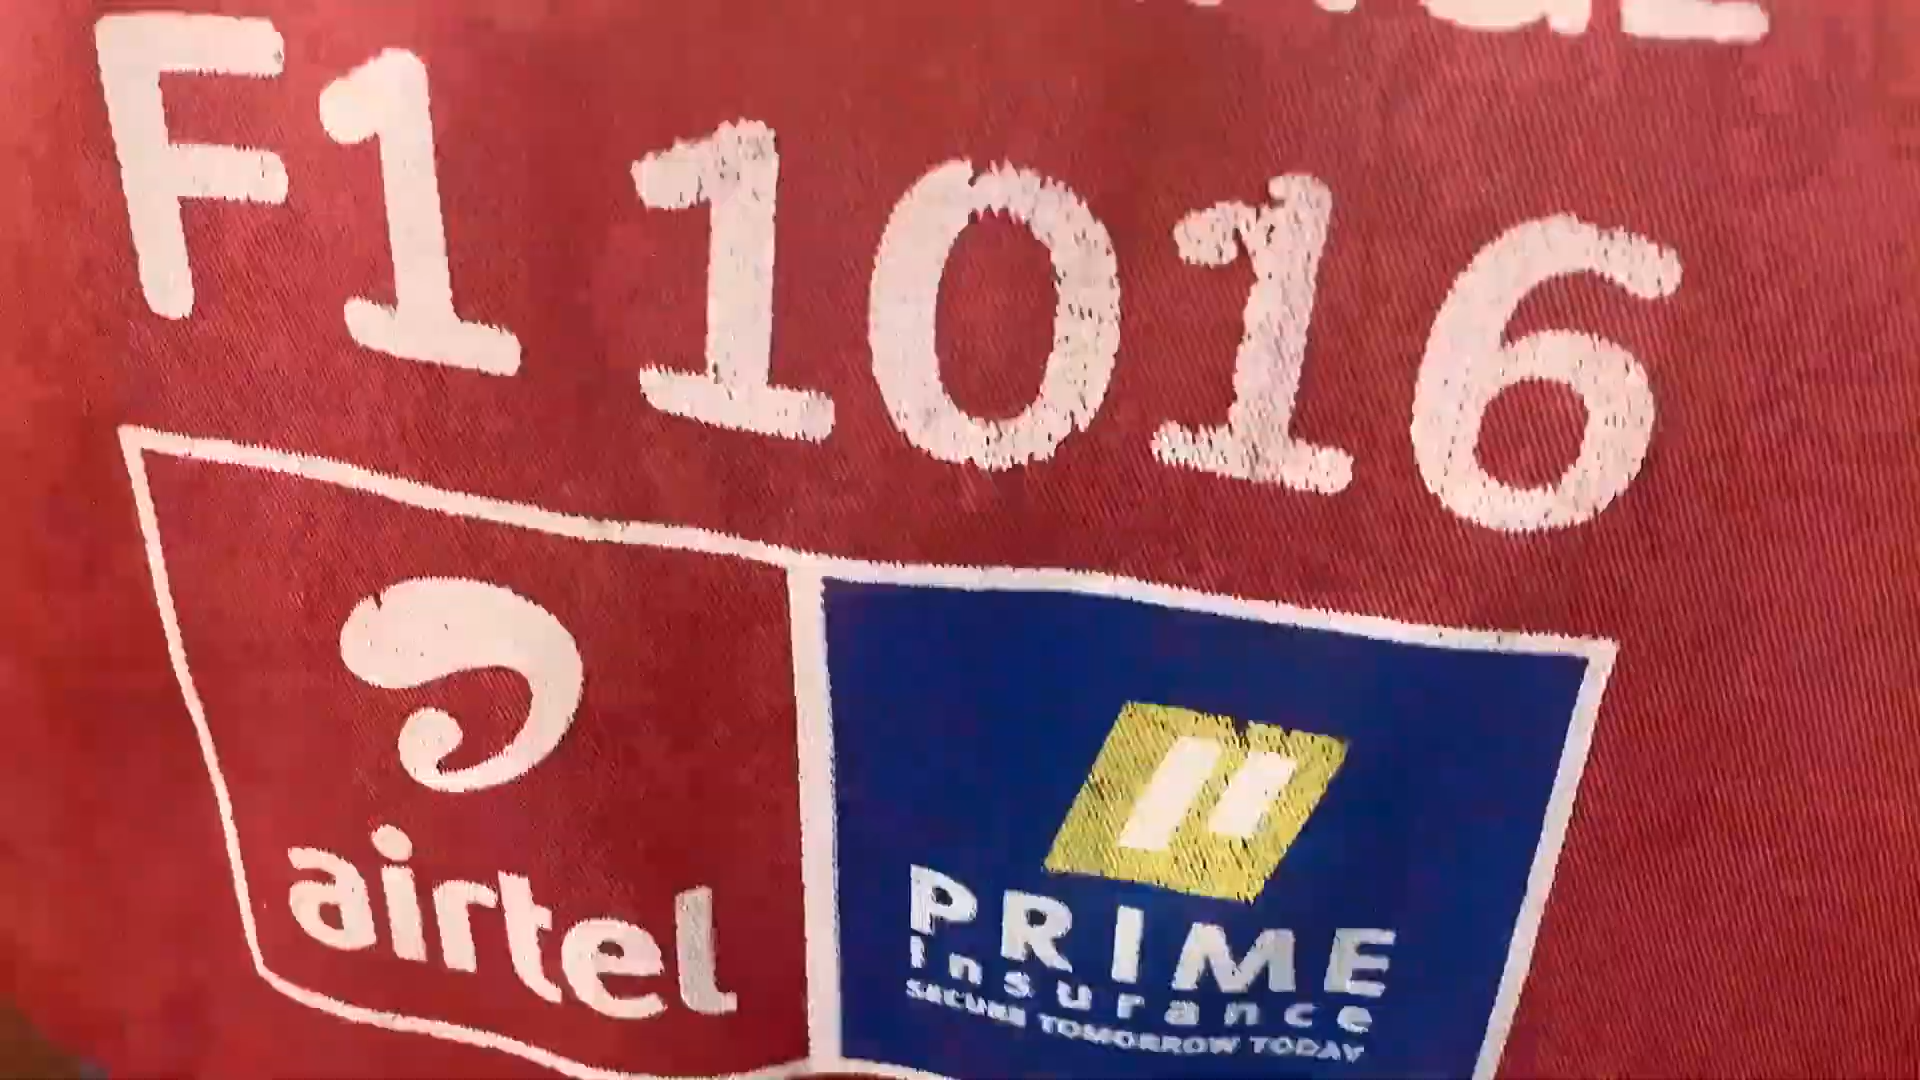 F1 1016
airtel
PRIME
insurance
SECURE TOMORROW TODAY